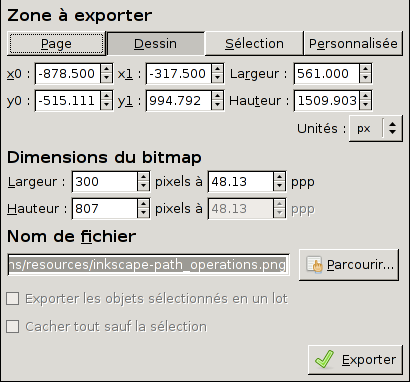 Zone à exporter
Page Dessin Sélection Personnalisée
x0 : -878.500 x1 : -317.500 Largeur : 561.000
y0 : -515.111 y1 : 994.792 Hauteur : 1509.903
Unités : px
Dimensions du bitmap
Largeur : 300 pixels à 48.13 ppp
Hauteur : 807 pixels à 48.13 ppp
Nom de fichier
ns/resources/inkscape-path_operations.png Parcourir...
Exporter les objets sélectionnés en un lot
Cacher tout sauf la sélection
Exporter